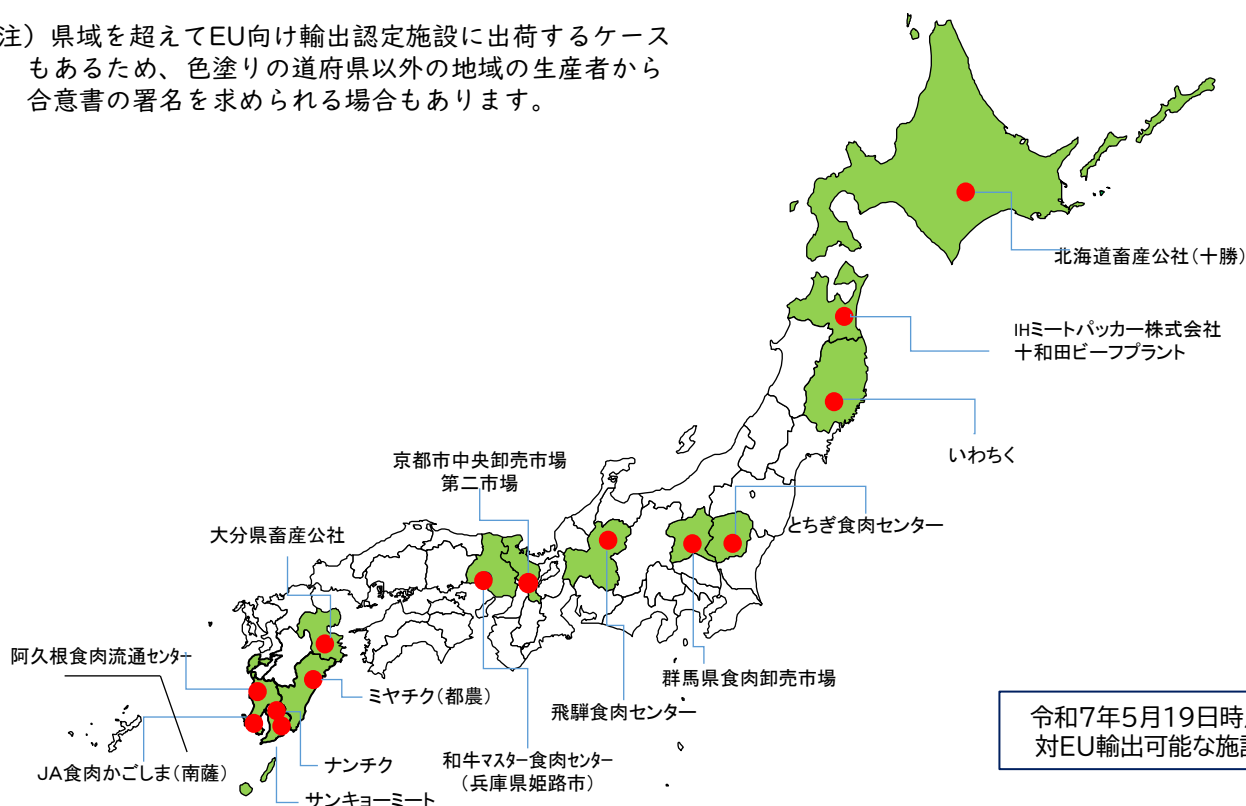 注）県域を超えてEU向け輸出認定施設に出荷するケース
もあるため、色塗りの道府県以外の地域の生産者から
合意書の署名を求められる場合もあります。
北海道畜産公社(十勝)
IHミートパッカー株式会社
十和田ビーフプラント
いわちく
京都市中央卸売市場
第二市場
とちぎ食肉センター
大分県畜産公社
阿久根食肉流通センター
ミヤチク(都農)
群馬県食肉卸売市場
飛騨食肉センター
和牛マスター食肉センター
(兵庫県姫路市)
ナンチク
JA食肉かごしま(南薩)
サンキョーミート
令和7年5月19日時
対EU輸出可能な施